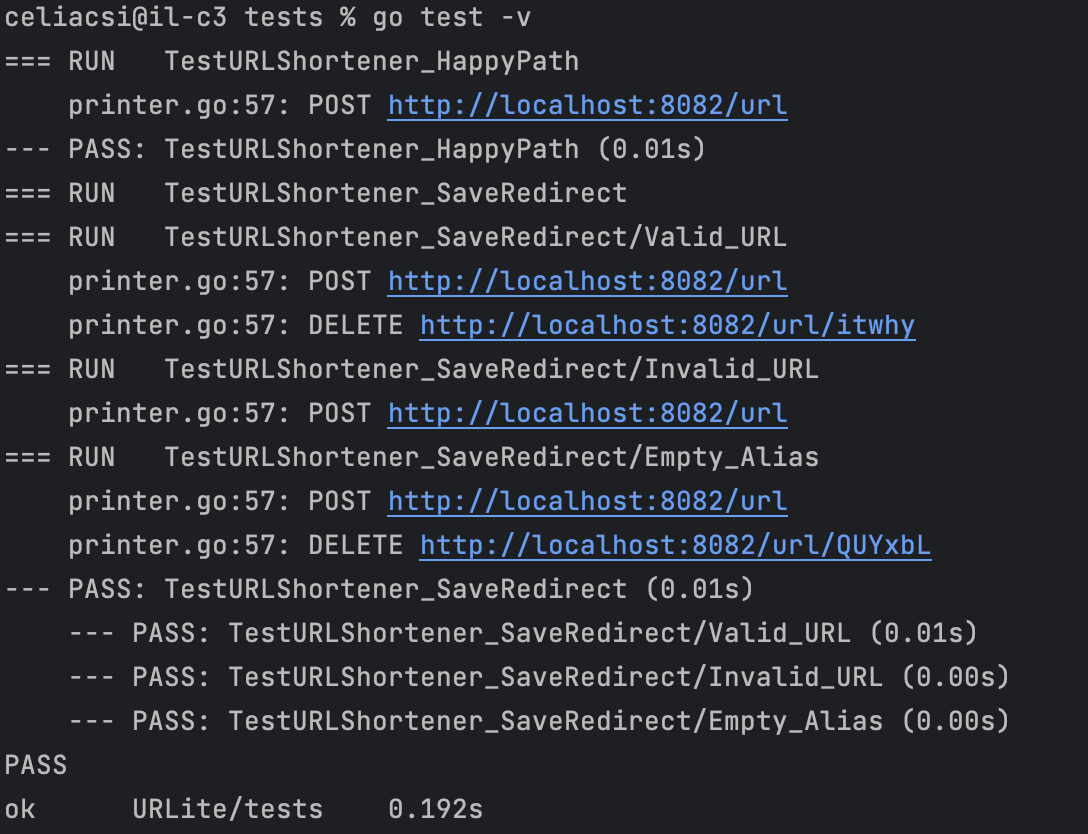 celiacsi@il-c3 tests % go test -v
=== RUN   TestURLShortener_HappyPath
    printer.go:57: POST http://localhost:8082/url
--- PASS: TestURLShortener_HappyPath (0.01s)
=== RUN   TestURLShortener_SaveRedirect
=== RUN   TestURLShortener_SaveRedirect/Valid_URL
    printer.go:57: POST http://localhost:8082/url
    printer.go:57: DELETE http://localhost:8082/url/itwhy
=== RUN   TestURLShortener_SaveRedirect/Invalid_URL
    printer.go:57: POST http://localhost:8082/url
=== RUN   TestURLShortener_SaveRedirect/Empty_Alias
    printer.go:57: POST http://localhost:8082/url
    printer.go:57: DELETE http://localhost:8082/url/QUYxbL
--- PASS: TestURLShortener_SaveRedirect (0.01s)
    --- PASS: TestURLShortener_SaveRedirect/Valid_URL (0.01s)
    --- PASS: TestURLShortener_SaveRedirect/Invalid_URL (0.00s)
    --- PASS: TestURLShortener_SaveRedirect/Empty_Alias (0.00s)
PASS
ok      URLite/tests    0.192s